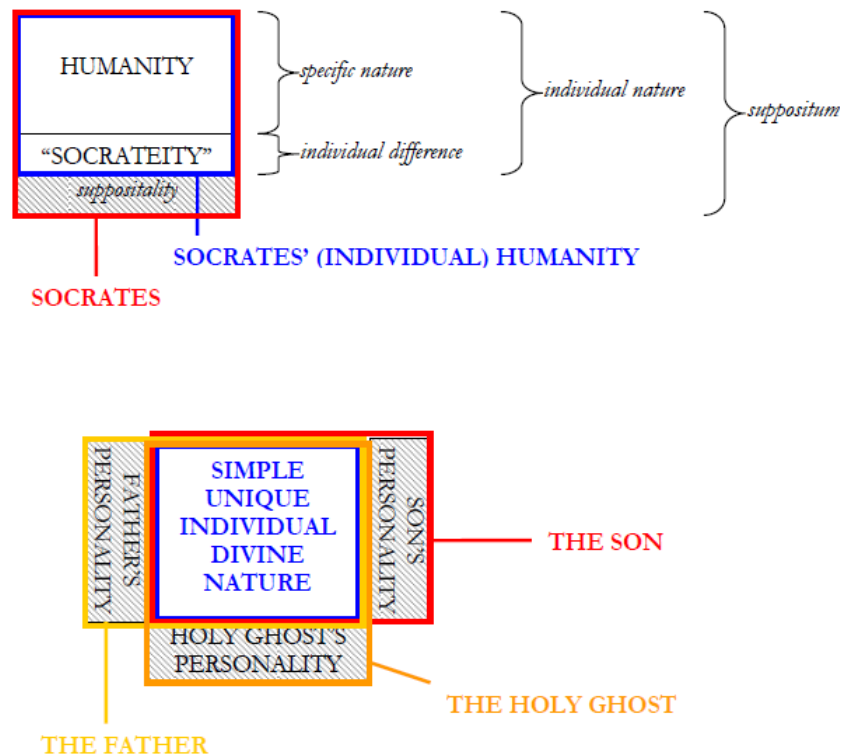 HUMANITY
specific nature
individual nature
suppositum
“SOCRATEITY”
individual difference
suppositality
SOCRATES’ (INDIVIDUAL) HUMANITY
SOCRATES
FATHER’S
PERSONALITY
SIMPLE
UNIQUE
INDIVIDUAL
DIVINE
NATURE
SON’S
PERSONALITY
THE SON
HOLY GHOST’S
PERSONALITY
THE HOLY GHOST
THE FATHER